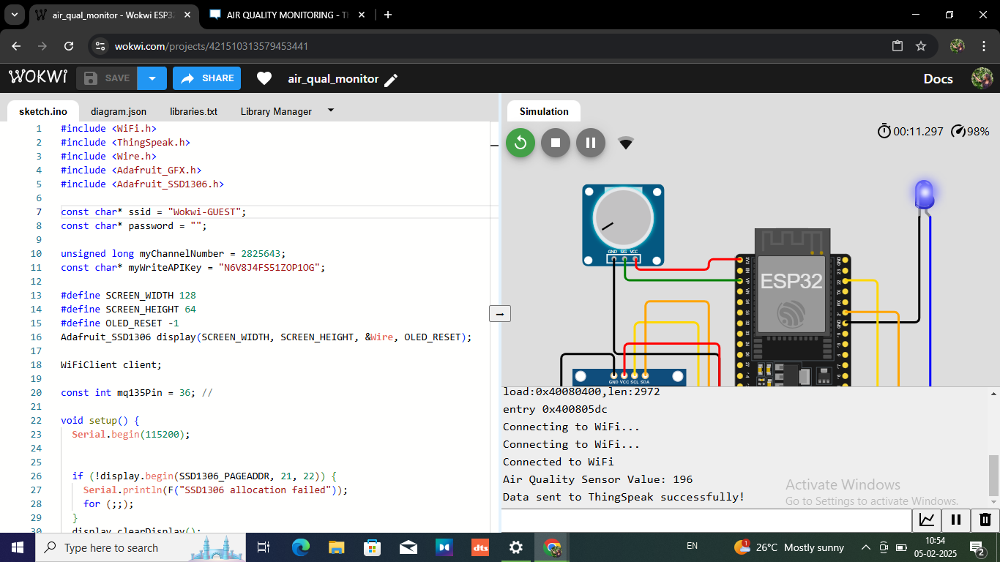 air_qual_monitor - Wokwi ESP32
AIR QUALITY MONITORING - Th
wokwi.com/projects/421510313579453441
WOKWI
SAVE
SHARE
air_qual_monitor
Docs
sketch.ino
diagram.json
libraries.txt
Library Manager
1 #include <WiFi.h>
2 #include <ThingSpeak.h>
3 #include <Wire.h>
4 #include <Adafruit_GFX.h>
5 #include <Adafruit_SSD1306.h>
6
7 const char* ssid = "Wokwi-GUEST";
8 const char* password = "";
9
10 unsigned long myChannelNumber = 2825643;
11 const char* myWriteAPIKey = "N6V8J4FS51ZOP1OG";
12
13 #define SCREEN_WIDTH 128
14 #define SCREEN_HEIGHT 64
15 #define OLED_RESET -1
16 Adafruit_SSD1306 display(SCREEN_WIDTH, SCREEN_HEIGHT, &Wire, OLED_RESET);
17
18 WiFiClient client;
19
20 const int mq135Pin = 36; //
21
22 void setup() {
23 Serial.begin(115200);
24
25
26 if (!display.begin(SSD1306_PAGEADDR, 21, 22)) {
27 Serial.println(F("SSD1306 allocation failed"));
28 for (;;);
29 }
30 display.clearDisplay();
Simulation
00:11.297
98%
GND SIG VCC
ESP32
GND VCC SCL SDA
load:0x40080400,len:2972
entry 0x400805dc
Connecting to WiFi...
Connecting to WiFi...
Connected to WiFi
Air Quality Sensor Value: 196
Data sent to ThingSpeak successfully!
Activate Windows
Go to Settings to activate Windows.
Type here to search
dts
EN
1
26°C Mostly sunny
10:54
05-02-2025
2